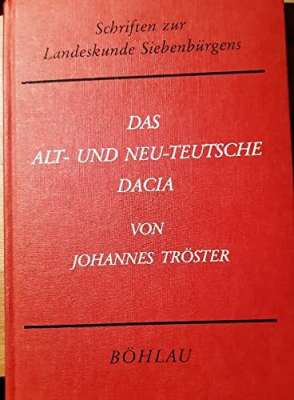 Schriften zur
Landeskunde Siebenbürgens
DAS
ALT- UND NEU-TEUTSCHE
DACIA
VON
JOHANNES TRÖSTER
BÖHLAU